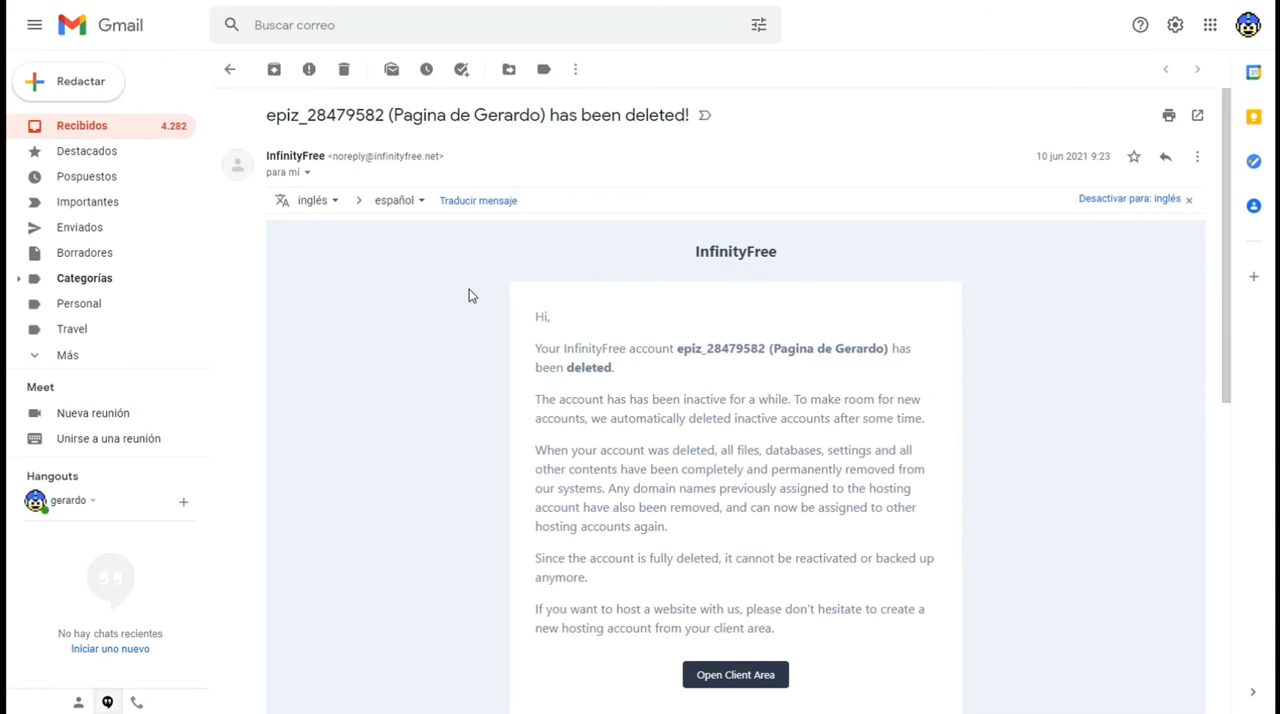 Gmail
Buscar correo
Redactar
Recibidos 4.282
Destacados
Pospuestos
Importantes
Enviados
Borradores
Categorías
Personal
Travel
Más
Meet
Nueva reunión
Unirse a una reunión
Hangouts
gerardo
No hay chats recientes
Iniciar uno nuevo
epiz_28479582 (Pagina de Gerardo) has been deleted!
InfinityFree <noreply@infinityfree.net>
10 jun 2021 9:23
para mí
inglés > español Traducir mensaje
Desactivar para: inglés ×
InfinityFree
Hi,
Your InfinityFree account epiz_28479582 (Pagina de Gerardo) has
been deleted.
The account has has been inactive for a while. To make room for new
accounts, we automatically deleted inactive accounts after some time.
When your account was deleted, all files, databases, settings and all
other contents have been completely and permanently removed from
our systems. Any domain names previously assigned to the hosting
account have also been removed, and can now be assigned to other
hosting accounts again.
Since the account is fully deleted, it cannot be reactivated or backed up
anymore.
If you want to host a website with us, please don't hesitate to create a
new hosting account from your client area.
Open Client Area